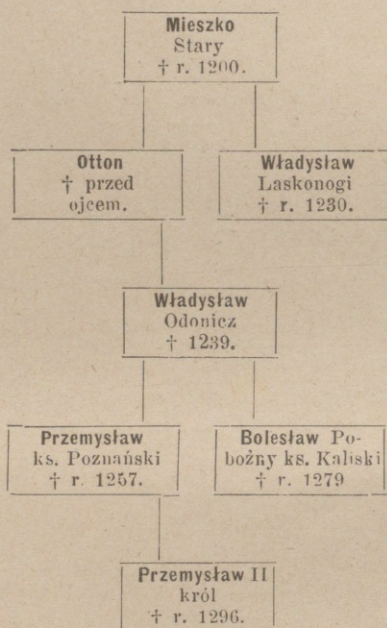 Mieszko
Stary
† r. 1200.
Otton
† przed
ojcem.
Władysław
Laskonogi
† r. 1230.
Władysław
Odonicz
† 1239.
Przemysław
ks. Poznański
† r. 1257.
Bolesław Po-
bożny ks. Kaliski
† r. 1279
Przemysław II
król
† r. 1296.